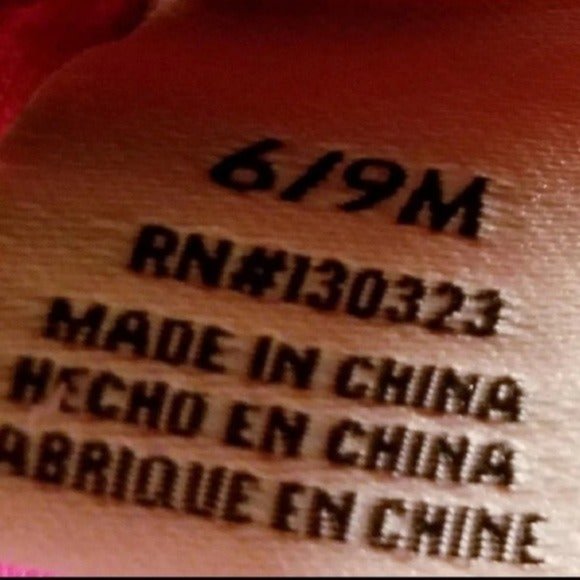 6/9M
RN#130323
MADE IN CHINA
HECHO EN CHINA
ABRIQUE EN CHINE